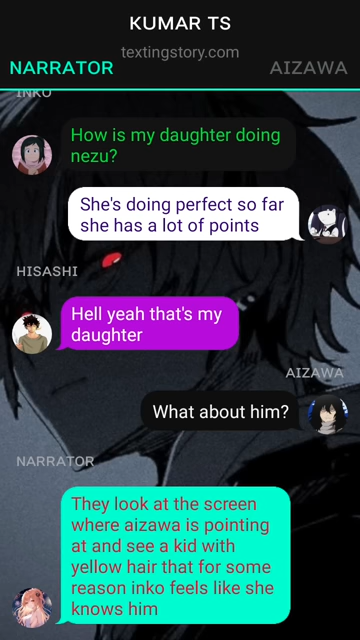 KUMAR TS
textingstory.com
NARRATOR
AIZAWA
INKO
How is my daughter doing
nezu?
She's doing perfect so far
she has a lot of points
HISASHI
Hell yeah that's my
daughter
AIZAWA
What about him?
NARRATOR
They look at the screen
where aizawa is pointing
at and see a kid with
yellow hair that for some
reason inko feels like she
knows him